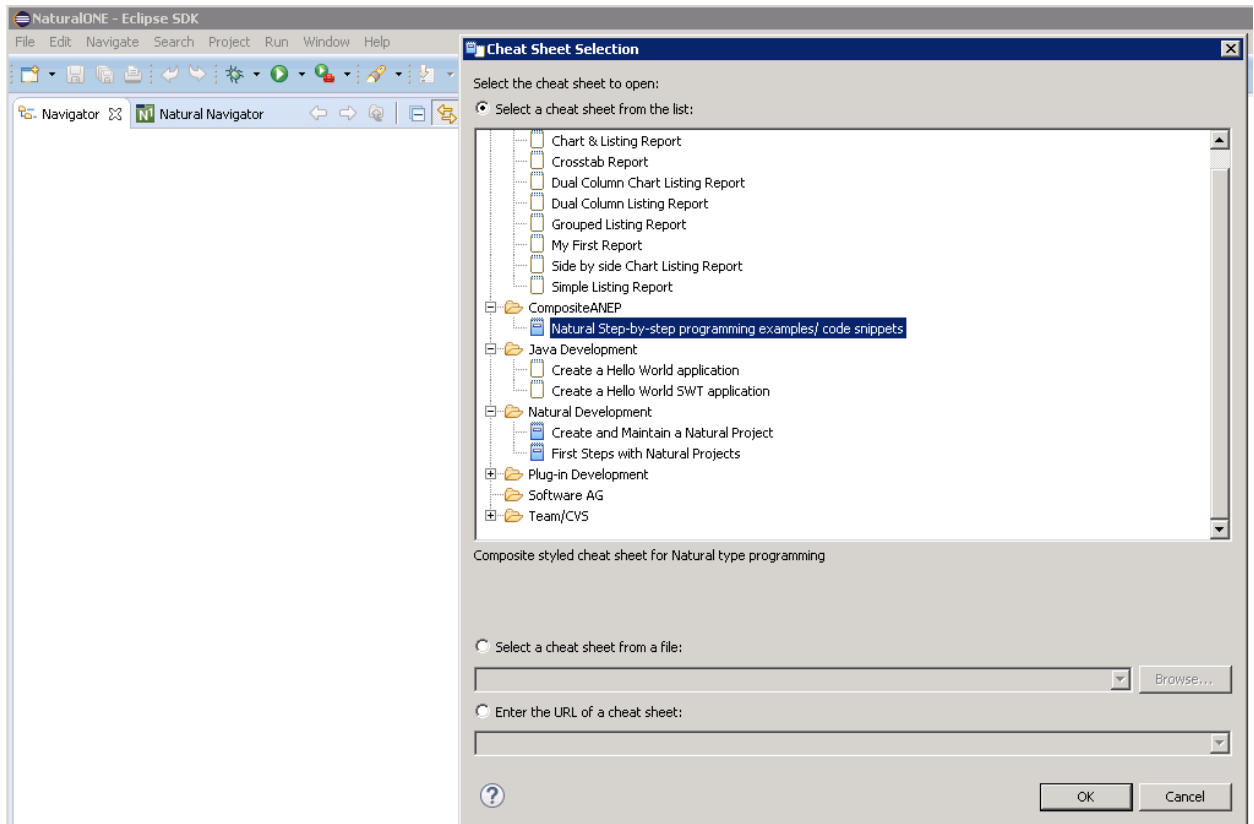 NaturalONE - Eclipse SDK
File Edit Navigate Search Project Run Window Help
Navigator
Natural Navigator
Cheat Sheet Selection
Select the cheat sheet to open:
Select a cheat sheet from the list:
Chart & Listing Report
Crosstab Report
Dual Column Chart Listing Report
Dual Column Listing Report
Grouped Listing Report
My First Report
Side by side Chart Listing Report
Simple Listing Report
CompositeANEP
Natural Step-by-step programming examples/ code snippets
Java Development
Create a Hello World application
Create a Hello World SWT application
Natural Development
Create and Maintain a Natural Project
First Steps with Natural Projects
Plug-in Development
Software AG
Team/CVS
Composite styled cheat sheet for Natural type programming
Select a cheat sheet from a file:
Browse...
Enter the URL of a cheat sheet:
OK Cancel